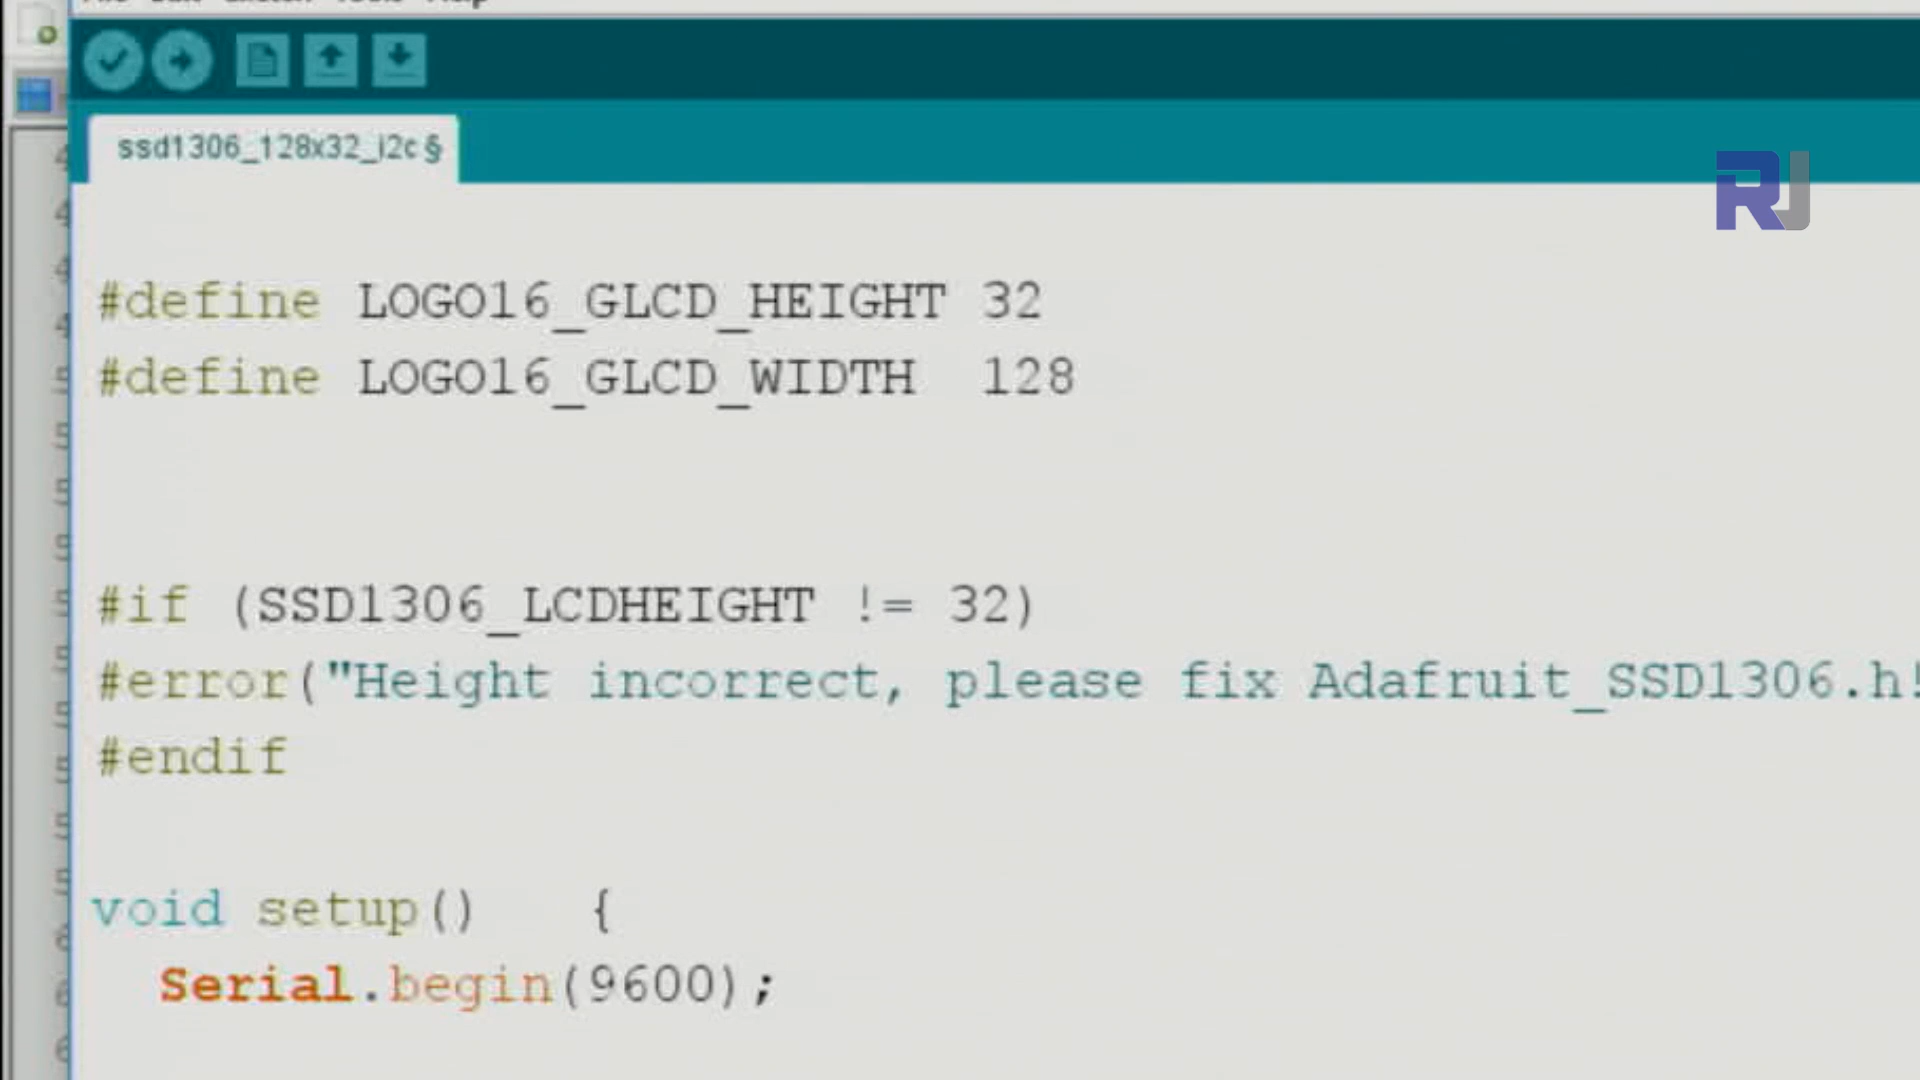 ssd1306_128x32_i2c §
RJ
#define LOGO16_GLCD_HEIGHT 32
#define LOGO16_GLCD_WIDTH  128
#if (SSD1306_LCDHEIGHT != 32)
#error("Height incorrect, please fix Adafruit_SSD1306.h!
#endif
void setup()   {
Serial.begin(9600);